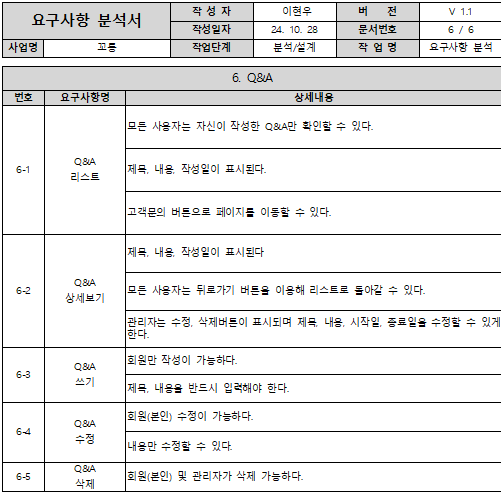 요구사항 분석서
작 성 자
이현우
버 전
V 1.1
작성일자
24. 10. 28
문서번호
6 / 6
사업명
꼬롱
작업단계
분석/설계
작 업 명
요구사항 분석
6. Q&A
번호
요구사항명
상세내용
6-1
Q&A
리스트
모든 사용자는 자신이 작성한 Q&A만 확인할 수 있다.
제목, 내용, 작성일이 표시된다.
고객문의 버튼으로 페이지를 이동할 수 있다.
6-2
Q&A
상세보기
제목, 내용, 작성일이 표시된다
모든 사용자는 뒤로가기 버튼을 이용해 리스트로 돌아갈 수 있다.
관리자는 수정, 삭제버튼이 표시되며 제목, 내용, 시작일, 종료일을 수정할 수 있게
한다.
6-3
Q&A
쓰기
회원만 작성이 가능하다.
제목, 내용을 반드시 입력해야 한다.
6-4
Q&A
수정
회원(본인) 수정이 가능하다.
내용만 수정할 수 있다.
6-5
Q&A
삭제
회원(본인) 및 관리자가 삭제 가능하다.